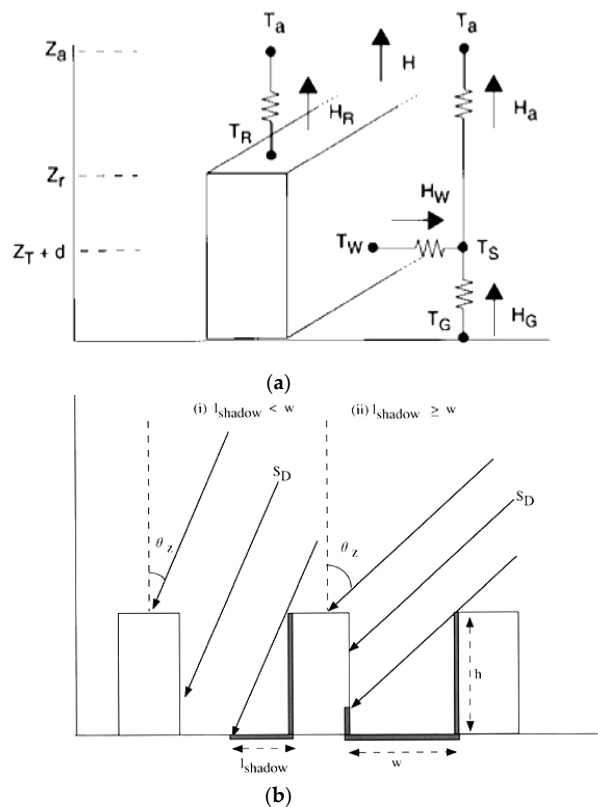 T_a T_a
Z_a
H
H_R H_a
T_R
Z_r
H_W
Z_T + d T_W T_S
T_G H_G
(a)
(i) l_shadow < w (ii) l_shadow ≥ w
S_D S_D
θ_z θ_z
h
l_shadow w
(b)